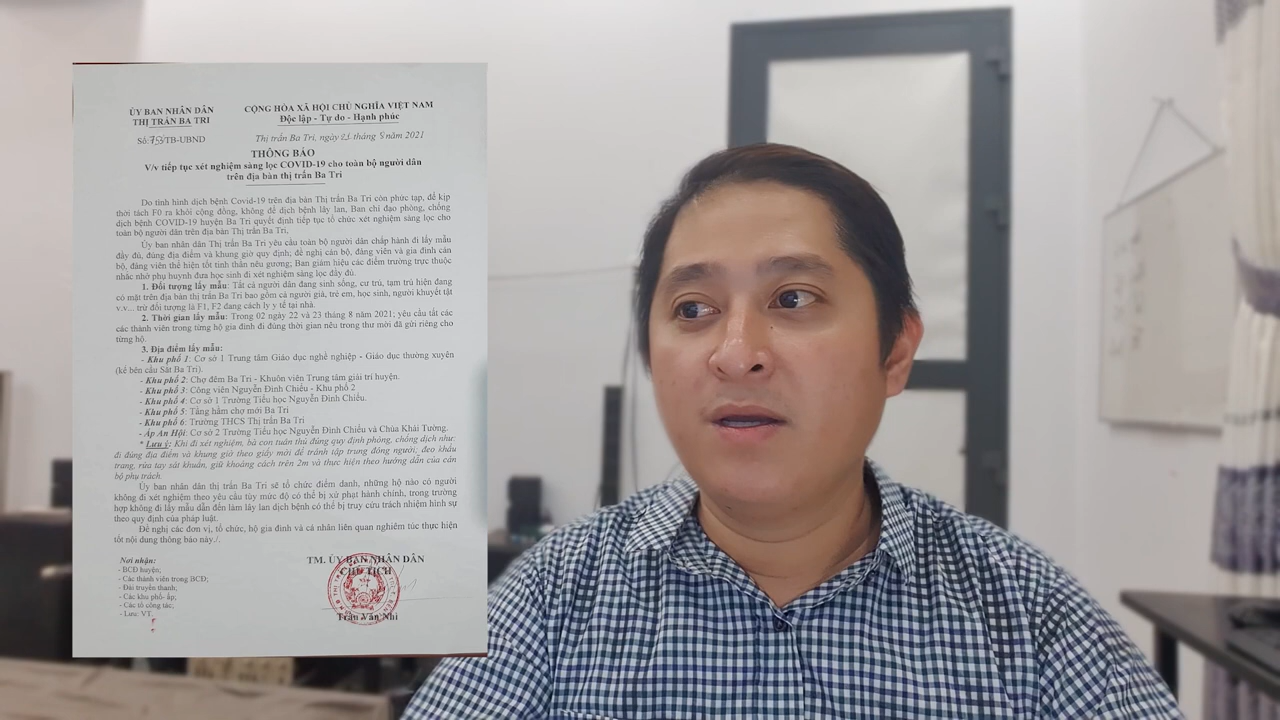 ỦY BAN NHÂN DÂN
THỊ TRẤN BA TRI
Số:75/TB-UBND
CỘNG HÒA XÃ HỘI CHỦ NGHĨA VIỆT NAM
Độc lập - Tự do - Hạnh phúc
Thị trấn Ba Tri, ngày 21 tháng 8 năm 2021
THÔNG BÁO
V/v tiếp tục xét nghiệm sàng lọc COVID-19 cho toàn bộ người dân
trên địa bàn thị trấn Ba Tri
Do tình hình dịch bệnh Covid-19 trên địa bàn Thị trấn Ba Tri còn phức tạp, để kịp
thời tách F0 ra khỏi cộng đồng, không để dịch bệnh lây lan, Ban chỉ đạo phòng, chống
dịch bệnh COVID-19 huyện Ba Tri quyết định tiếp tục tổ chức xét nghiệm sàng lọc cho
toàn bộ người dân trên địa bàn Thị trấn Ba Tri,
Ủy ban nhân dân Thị trấn Ba Tri yêu cầu toàn bộ người dân chấp hành đi lấy mẫu
đầy đủ, đúng địa điểm và khung giờ quy định; đề nghị cán bộ, đảng viên và gia đình cán
bộ, đảng viên thể hiện tốt tinh thần nêu gương; Ban giám hiệu các điểm trường trực thuộc
nhắc nhở phụ huynh đưa học sinh đi xét nghiệm sàng lọc đầy đủ.
1. Đối tượng lấy mẫu: Tất cả người dân đang sinh sống, cư trú, tạm trú hiện đang
có mặt trên địa bàn thị trấn Ba Tri bao gồm cả người già, trẻ em, học sinh, người khuyết tật
v.v... trừ đối tượng là F1, F2 đang cách ly y tế tại nhà.
2. Thời gian lấy mẫu: Trong 02 ngày 22 và 23 tháng 8 năm 2021; yêu cầu tất các
các thành viên trong từng hộ gia đình đi đúng thời gian nêu trong thư mời đã gửi riêng cho
từng hộ.
3. Địa điểm lấy mẫu:
- Khu phố 1: Cơ sở 1 Trung tâm Giáo dục nghề nghiệp - Giáo dục thường xuyên
(kế bên cầu Sắt Ba Tri).
- Khu phố 2: Chợ đêm Ba Tri - Khuôn viên Trung tâm giải trí huyện.
- Khu phố 3: Công viên Nguyễn Đình Chiểu - Khu phố 2
- Khu phố 4: Cơ sở 1 Trường Tiểu học Nguyễn Đình Chiểu.
- Khu phố 5: Tầng hầm chợ mới Ba Tri
- Khu phố 6: Trường THCS Thị trấn Ba Tri
- Ấp An Hội: Cơ sở 2 Trường Tiểu học Nguyễn Đình Chiểu và Chùa Khải Tường.
* Lưu ý: Khi đi xét nghiệm, bà con tuân thủ đúng quy định phòng, chống dịch như:
đi đúng địa điểm và khung giờ theo giấy mời để tránh tập trung đông người; đeo khẩu
trang, rửa tay sát khuẩn, giữ khoảng cách trên 2m và thực hiện theo hướng dẫn của cán
bộ phụ trách.
Ủy ban nhân dân thị trấn Ba Tri sẽ tổ chức điểm danh, những hộ nào có người
không đi xét nghiệm theo yêu cầu tùy mức độ có thể bị xử phạt hành chính, trong trường
hợp không đi lấy mẫu dẫn đến làm lây lan dịch bệnh có thể bị truy cứu trách nhiệm hình sự
theo quy định của pháp luật.
Đề nghị các đơn vị, tổ chức, hộ gia đình và cá nhân liên quan nghiêm túc thực hiện
tốt nội dung thông báo này./.
Nơi nhận:
- BCĐ huyện;
- Các thành viên trong BCĐ;
- Đài truyền thanh;
- Các khu phố- ấp;
- Các tổ công tác;
- Lưu: VT.
TM. ỦY BAN NHÂN DÂN
CHỦ TỊCH
Trần Văn Nhi